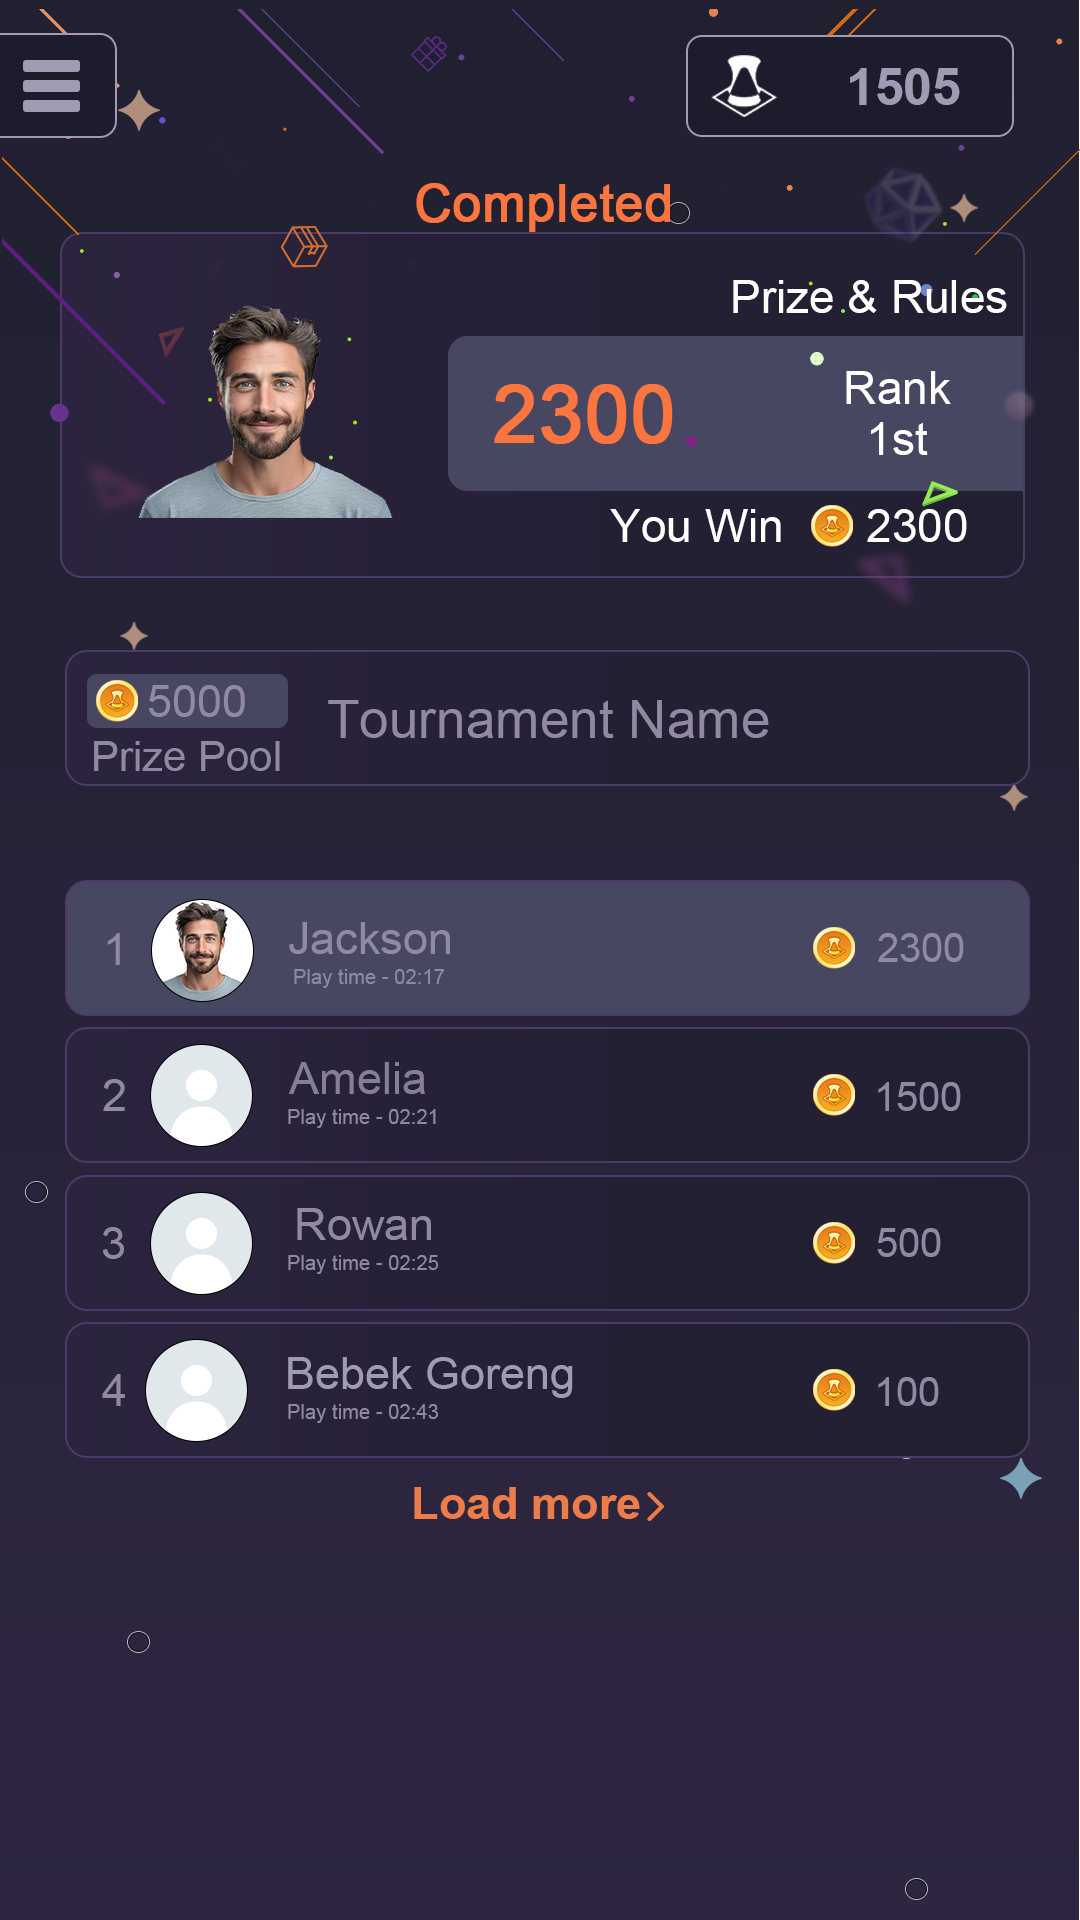 1505
Completed
Prize & Rules
2300
Rank
1st
You Win 2300
5000
Prize Pool
Tournament Name
1
Jackson
Play time - 02:17
2300
2
Amelia
Play time - 02:21
1500
3
Rowan
Play time - 02:25
500
4
Bebek Goreng
Play time - 02:43
100
Load more